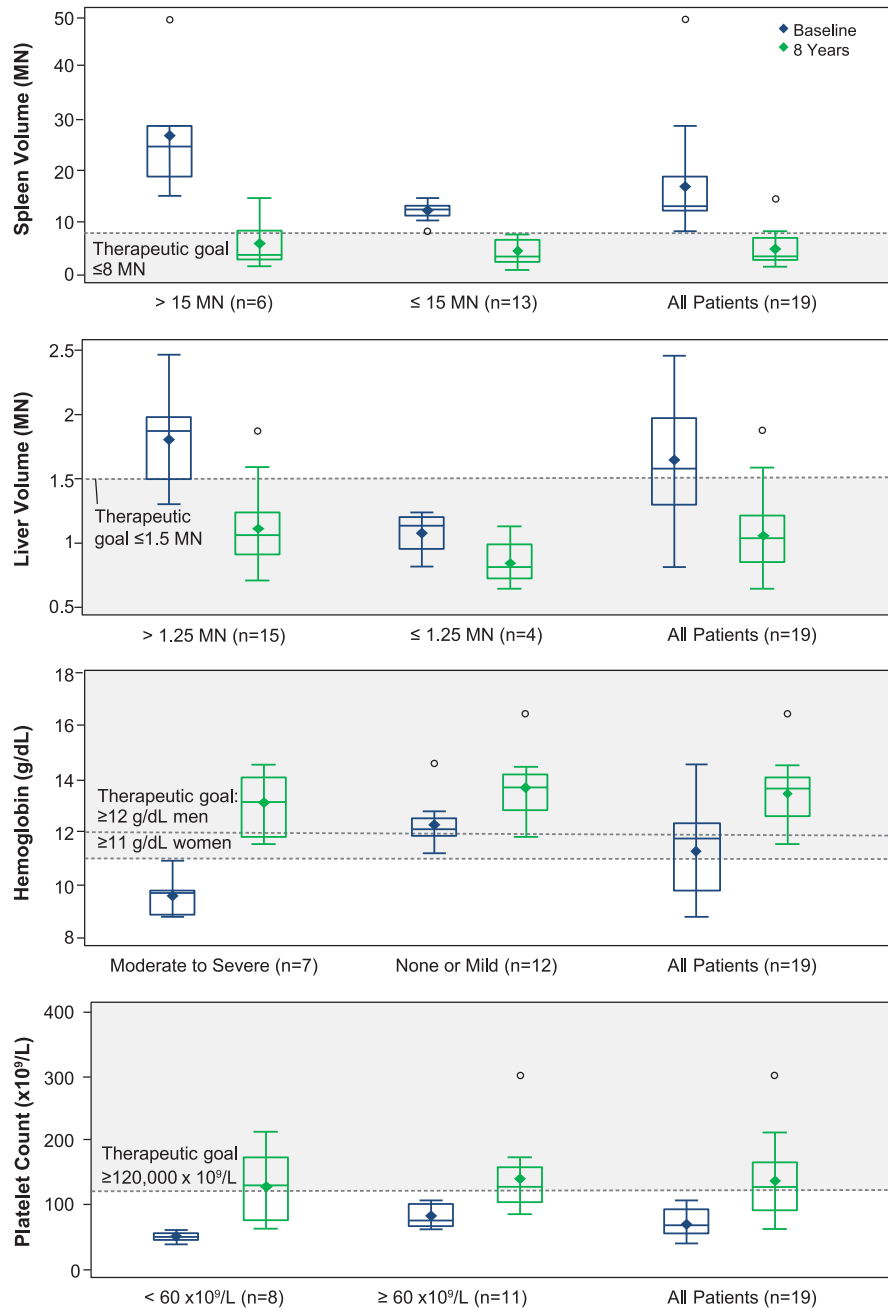 Spleen Volume (MN)
50
40
30
20
10
0
Baseline
8 Years
Therapeutic goal
≤8 MN
> 15 MN (n=6)
≤ 15 MN (n=13)
All Patients (n=19)
Liver Volume (MN)
2.5
2
1.5
1
0.5
Therapeutic
goal ≤1.5 MN
> 1.25 MN (n=15)
≤ 1.25 MN (n=4)
All Patients (n=19)
Hemoglobin (g/dL)
18
16
14
12
10
8
Therapeutic goal:
≥12 g/dL men
≥11 g/dL women
Moderate to Severe (n=7)
None or Mild (n=12)
All Patients (n=19)
Platelet Count (x10⁹/L)
400
300
200
100
0
Therapeutic goal
≥120,000 x 10⁹/L
< 60 x10⁹/L (n=8)
≥ 60 x10⁹/L (n=11)
All Patients (n=19)